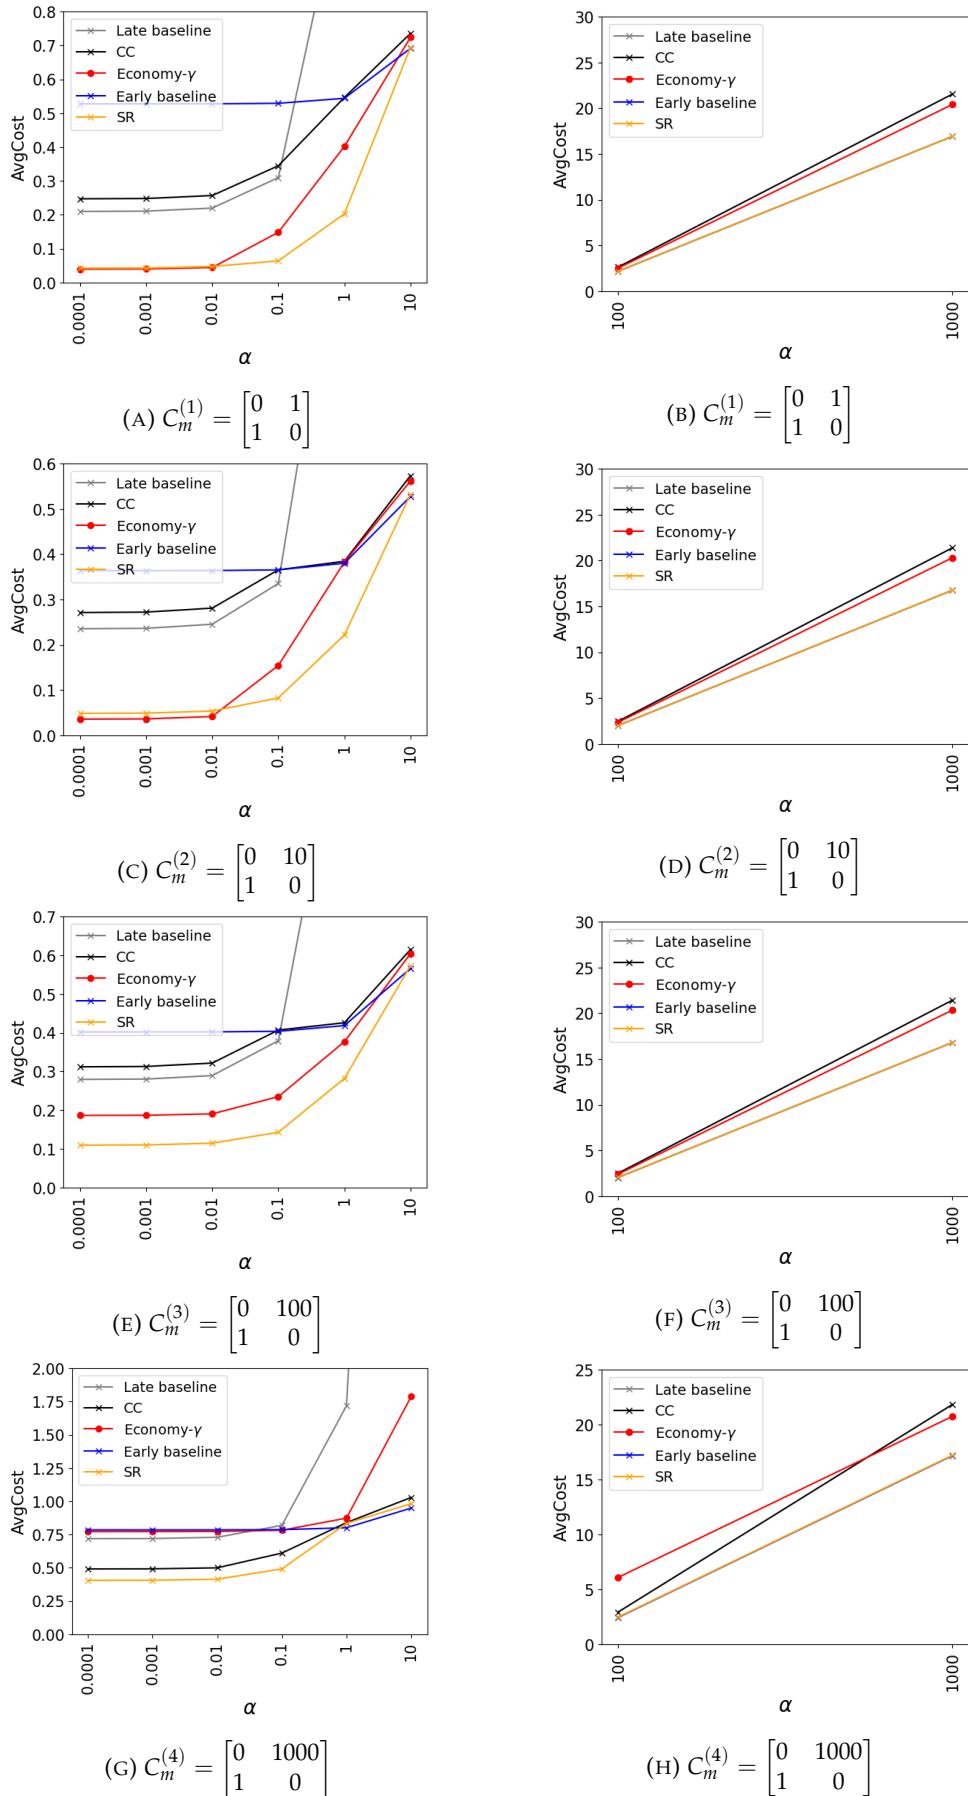 0.8
0.7
0.6
0.5
0.4
0.3
0.2
0.1
0.0
AvgCost
Late baseline
CC
Economy-γ
Early baseline
SR
0.0001
0.001
0.01
0.1
1
10
α
(A) C_m^{(1)} = [0 1
1 0]
30
25
20
15
10
5
0
AvgCost
Late baseline
CC
Economy-γ
Early baseline
SR
100
1000
α
(B) C_m^{(1)} = [0 1
1 0]
0.6
0.5
0.4
0.3
0.2
0.1
0.0
AvgCost
Late baseline
CC
Economy-γ
Early baseline
SR
0.0001
0.001
0.01
0.1
1
10
α
(C) C_m^{(2)} = [0 10
1 0]
30
25
20
15
10
5
0
AvgCost
Late baseline
CC
Economy-γ
Early baseline
SR
100
1000
α
(D) C_m^{(2)} = [0 10
1 0]
0.7
0.6
0.5
0.4
0.3
0.2
0.1
0.0
AvgCost
Late baseline
CC
Economy-γ
Early baseline
SR
0.0001
0.001
0.01
0.1
1
10
α
(E) C_m^{(3)} = [0 100
1 0]
30
25
20
15
10
5
0
AvgCost
Late baseline
CC
Economy-γ
Early baseline
SR
100
1000
α
(F) C_m^{(3)} = [0 100
1 0]
2.00
1.75
1.50
1.25
1.00
0.75
0.50
0.25
0.00
AvgCost
Late baseline
CC
Economy-γ
Early baseline
SR
0.0001
0.001
0.01
0.1
1
10
α
(G) C_m^{(4)} = [0 1000
1 0]
25
20
15
10
5
0
AvgCost
Late baseline
CC
Economy-γ
Early baseline
SR
100
1000
α
(H) C_m^{(4)} = [0 1000
1 0]